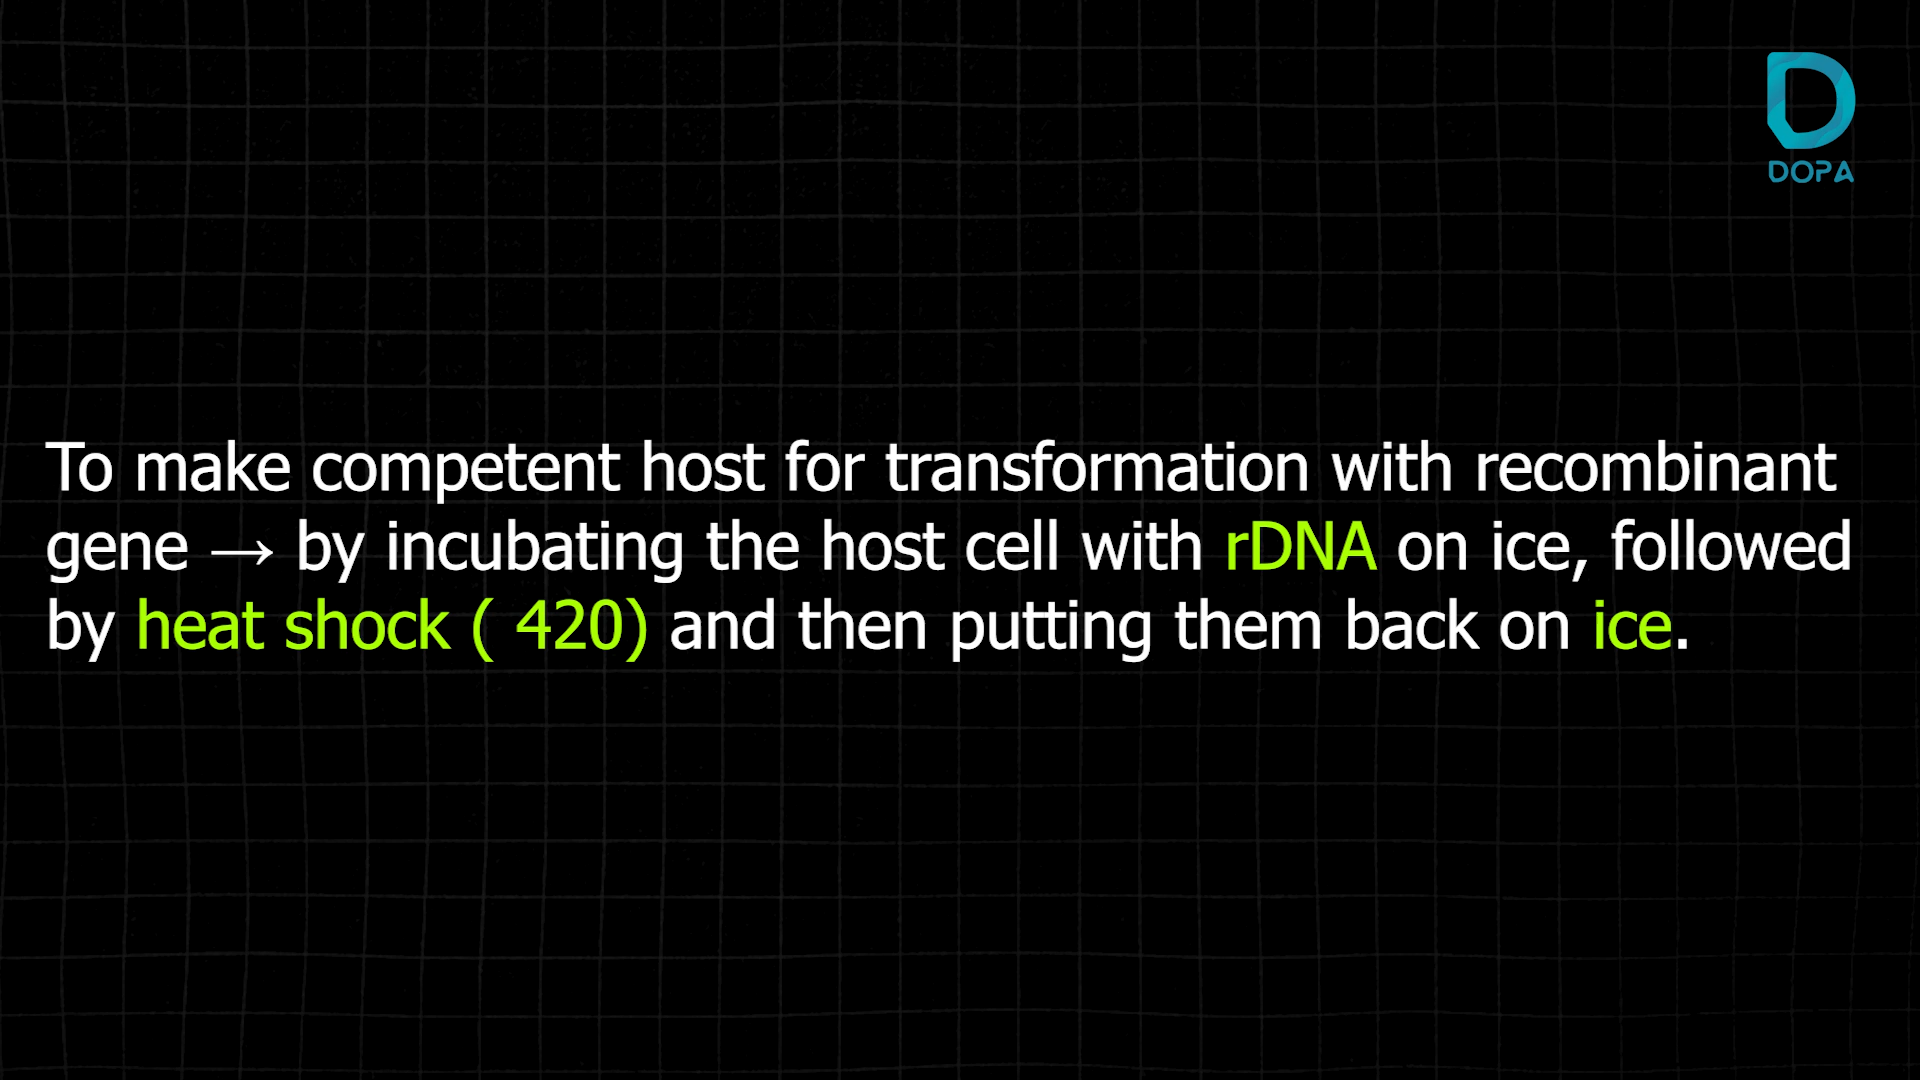 DOPA
To make competent host for transformation with recombinant
gene → by incubating the host cell with rDNA on ice, followed
by heat shock ( 420) and then putting them back on ice.